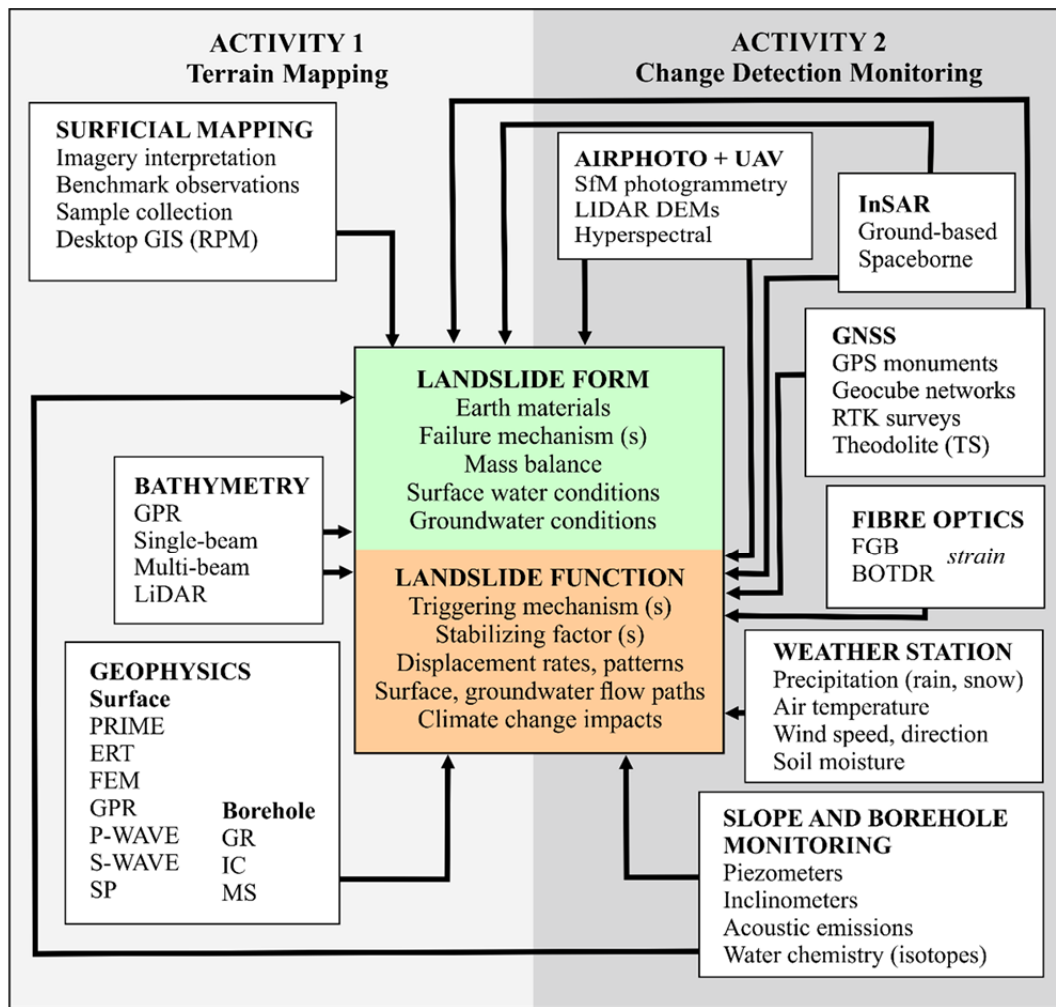 ACTIVITY 1
Terrain Mapping
ACTIVITY 2
Change Detection Monitoring
SURFICIAL MAPPING
Imagery interpretation
Benchmark observations
Sample collection
Desktop GIS (RPM)
AIRPHOTO + UAV
SfM photogrammetry
LIDAR DEMs
Hyperspectral
InSAR
Ground-based
Spaceborne
GNSS
GPS monuments
Geocube networks
RTK surveys
Theodolite (TS)
LANDSLIDE FORM
Earth materials
Failure mechanism (s)
Mass balance
Surface water conditions
Groundwater conditions
BATHYMETRY
GPR
Single-beam
Multi-beam
LiDAR
FIBRE OPTICS
FGB
BOTDR
strain
LANDSLIDE FUNCTION
Triggering mechanism (s)
Stabilizing factor (s)
Displacement rates, patterns
Surface, groundwater flow paths
Climate change impacts
WEATHER STATION
Precipitation (rain, snow)
Air temperature
Wind speed, direction
Soil moisture
GEOPHYSICS
Surface
PRIME
ERT
FEM
GPR
P-WAVE
S-WAVE
SP
Borehole
GR
IC
MS
SLOPE AND BOREHOLE
MONITORING
Piezometers
Inclinometers
Acoustic emissions
Water chemistry (isotopes)